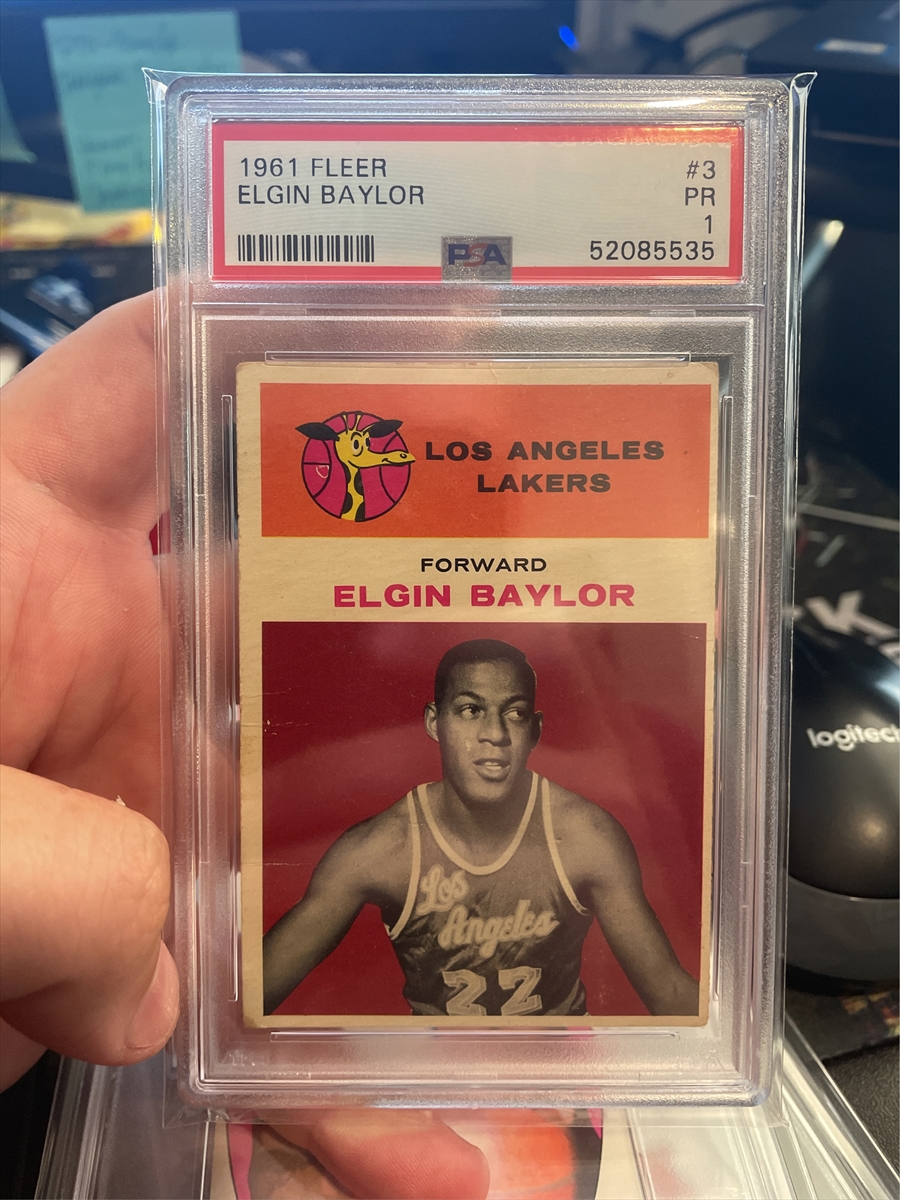 1961 FLEER
ELGIN BAYLOR
#3
PR
1
52085535
PSA
LOS ANGELES
LAKERS
FORWARD
ELGIN BAYLOR
Los
Angeles
22
logitech